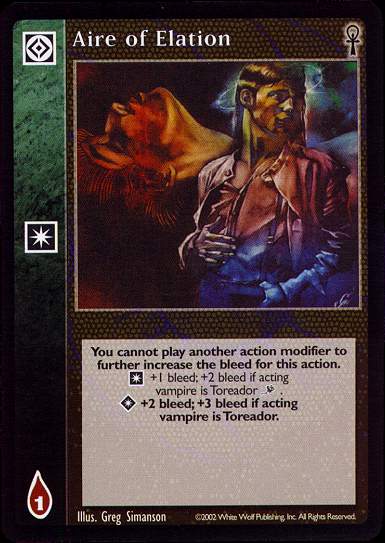 Aire of Elation
You cannot play another action modifier to
further increase the bleed for this action.
+1 bleed; +2 bleed if acting
vampire is Toreador .
+2 bleed; +3 bleed if acting
vampire is Toreador.
1
Illus. Greg Simanson
©2002 White Wolf Publishing, Inc. All Rights Reserved.